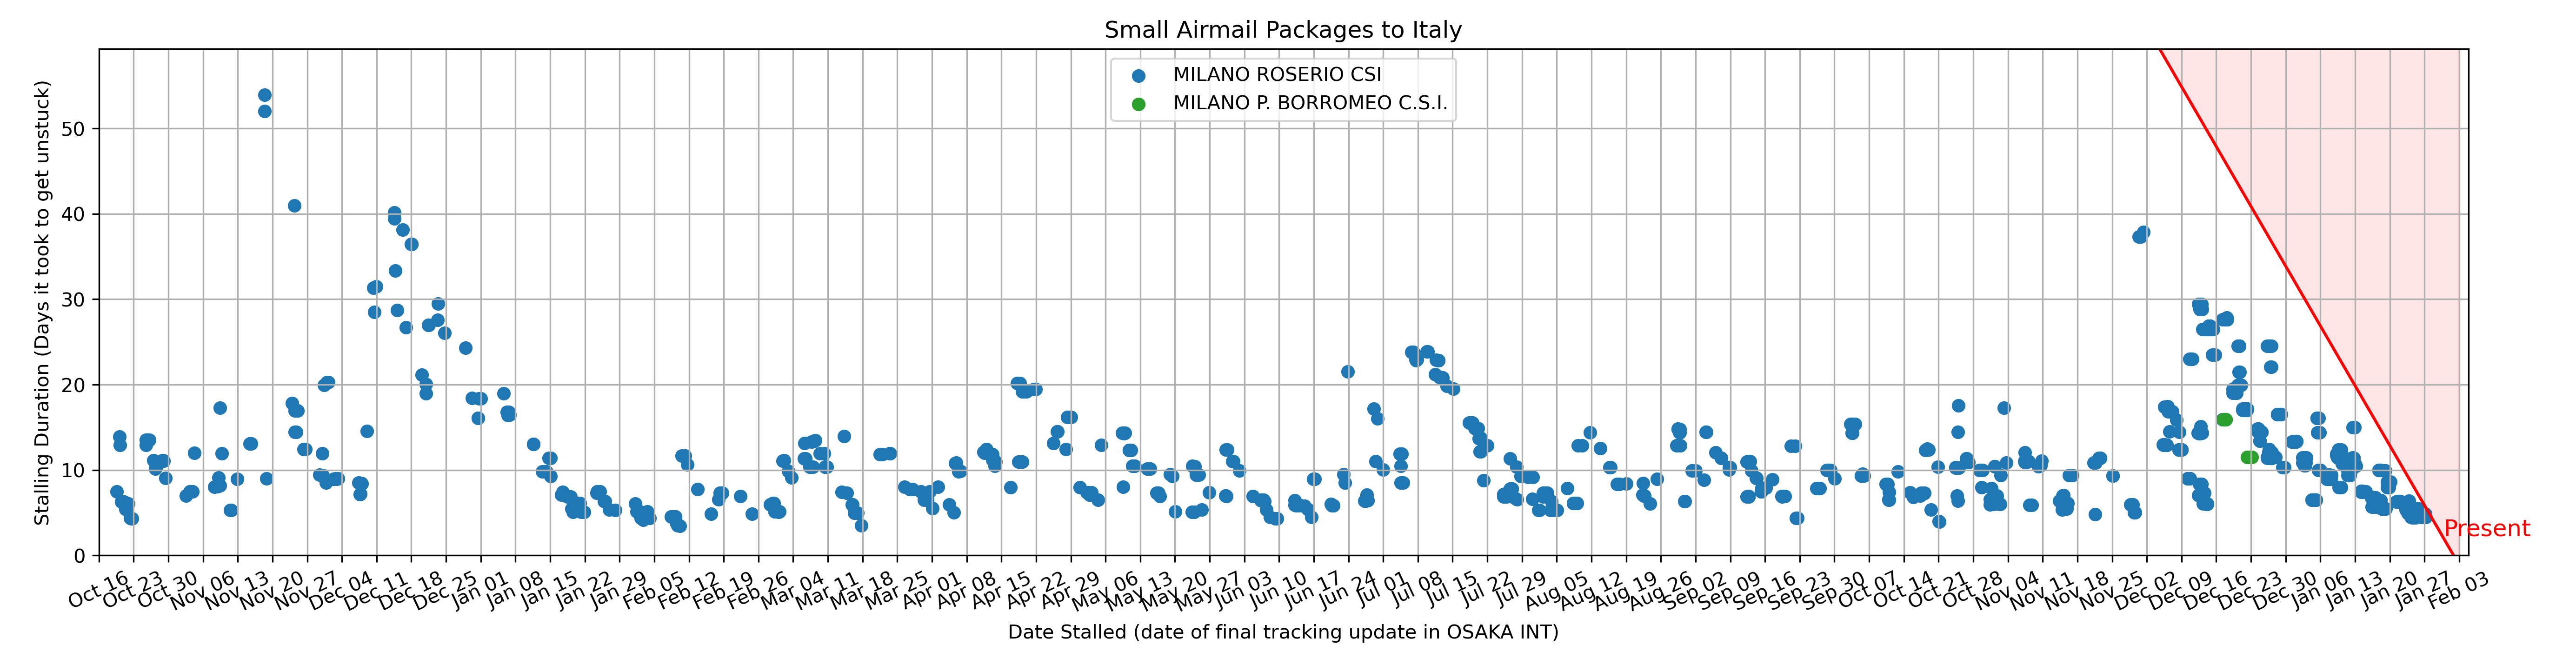 Small Airmail Packages to Italy
MILANO ROSERIO CSI
MILANO P. BORROMEO C.S.I.
Stalling Duration (Days it took to get unstuck)
50
40
30
20
10
0
Present
Oct 16 Oct 23 Oct 30 Nov 06 Nov 13 Nov 20 Nov 27 Dec 04 Dec 11 Dec 18 Dec 25 Jan 01 Jan 08 Jan 15 Jan 22 Jan 29 Feb 05 Feb 12 Feb 19 Feb 26 Mar 04 Mar 11 Mar 18 Mar 25 Apr 01 Apr 08 Apr 15 Apr 22 Apr 29 May 06 May 13 May 20 May 27 Jun 03 Jun 10 Jun 17 Jun 24 Jul 01 Jul 08 Jul 15 Jul 22 Jul 29 Aug 05 Aug 12 Aug 19 Aug 26 Sep 02 Sep 09 Sep 16 Sep 23 Sep 30 Oct 07 Oct 14 Oct 21 Oct 28 Nov 04 Nov 11 Nov 18 Nov 25 Dec 02 Dec 09 Dec 16 Dec 23 Dec 30 Jan 06 Jan 13 Jan 20 Jan 27 Feb 03
Date Stalled (date of final tracking update in OSAKA INT)